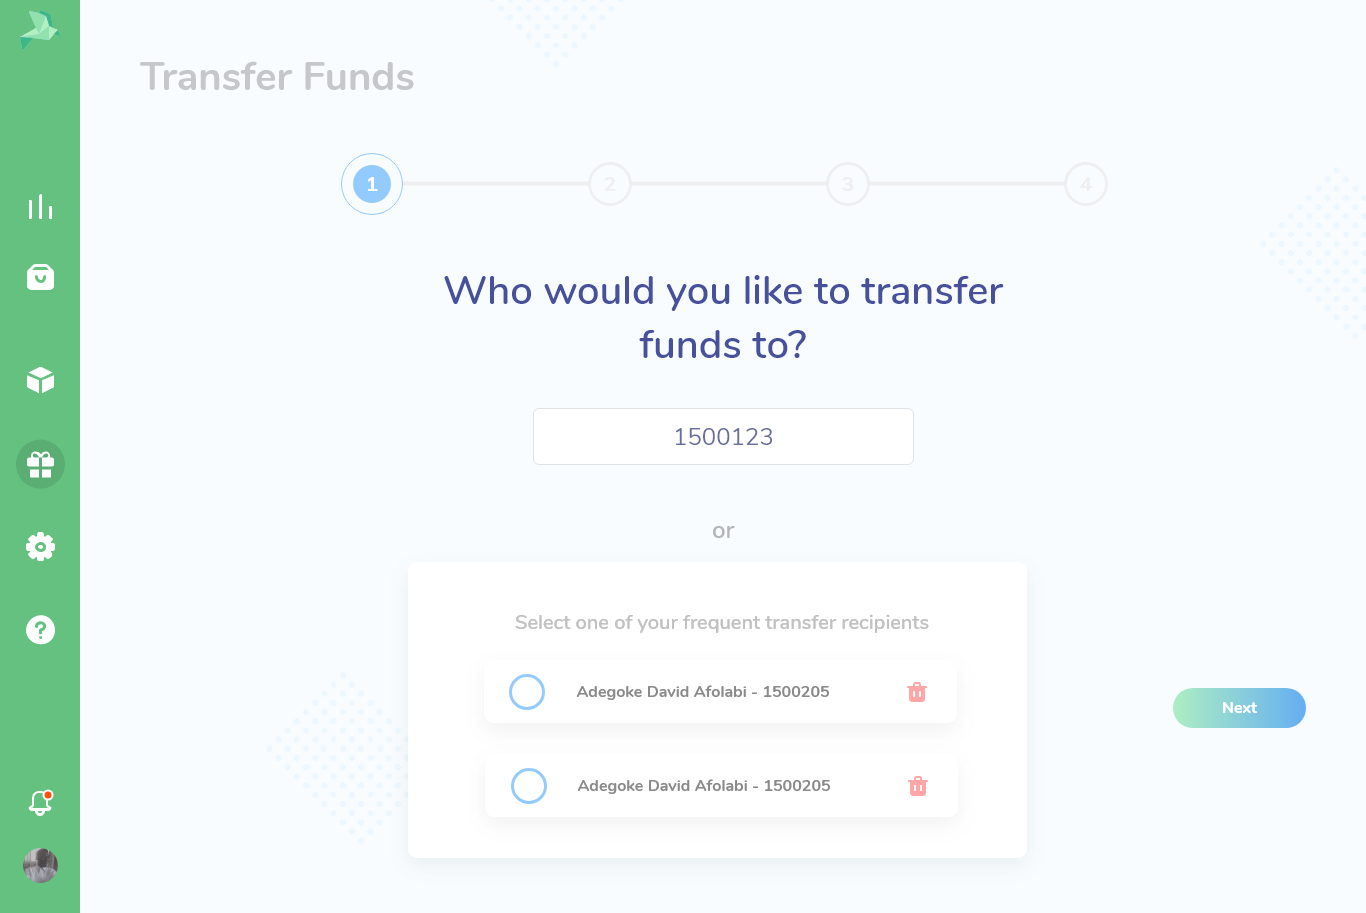 Transfer Funds
1
2
3
4
Who would you like to transfer
funds to?
1500123
or
Select one of your frequent transfer recipients
Adegoke David Afolabi - 1500205
Adegoke David Afolabi - 1500205
Next